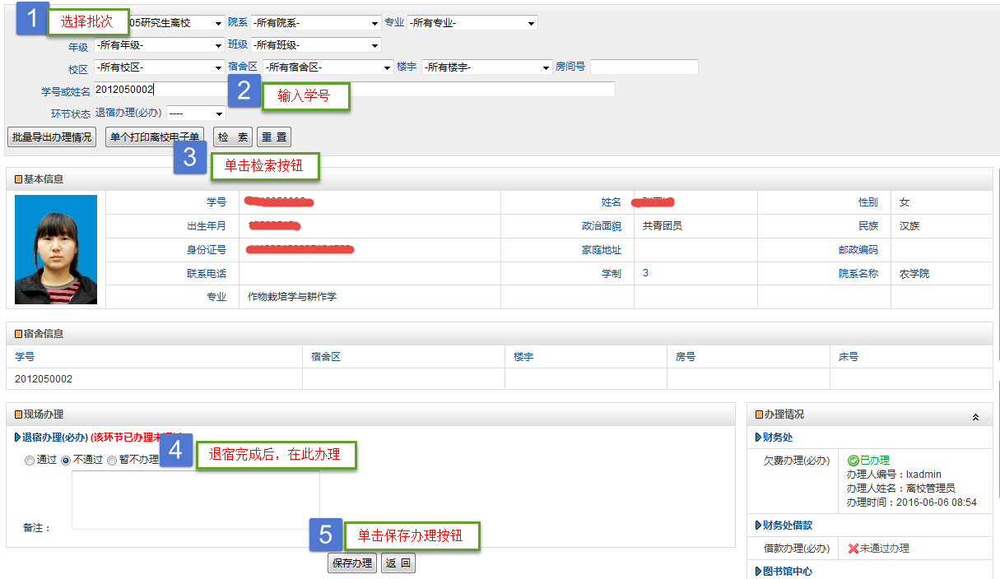 1 选择批次 05研究生离校 院系 -所有院系- 专业 -所有专业-
年级 -所有年级- 班级 -所有班级-
校区 -所有校区- 宿舍区 -所有宿舍区- 楼宇 -所有楼宇- 房间号
学号或姓名 2012050002 2 输入学号
环节状态 退宿办理(必办) ----
批量导出办理情况 单个打印离校电子单 检 索 重 置
3 单击检索按钮
基本信息
学号 姓名 性别 女
出生年月 政治面貌 共青团员 民族 汉族
身份证号 家庭地址 邮政编码
联系电话 学制 3 院系名称 农学院
专业 作物栽培学与耕作学
宿舍信息
学号 宿舍区 楼宇 房号 床号
2012050002
现场办理
退宿办理(必办) (该环节已办理未
通过 不通过 暂不办理
4 退宿完成后，在此办理
备注：
5 单击保存办理按钮
保存办理 返 回
办理情况
财务处
欠费办理(必办) 已办理
办理人编号：lxadmin
办理人姓名：离校管理员
办理时间：2016-06-06 08:54
财务处借款
借款办理(必办) 未通过办理
图书馆中心